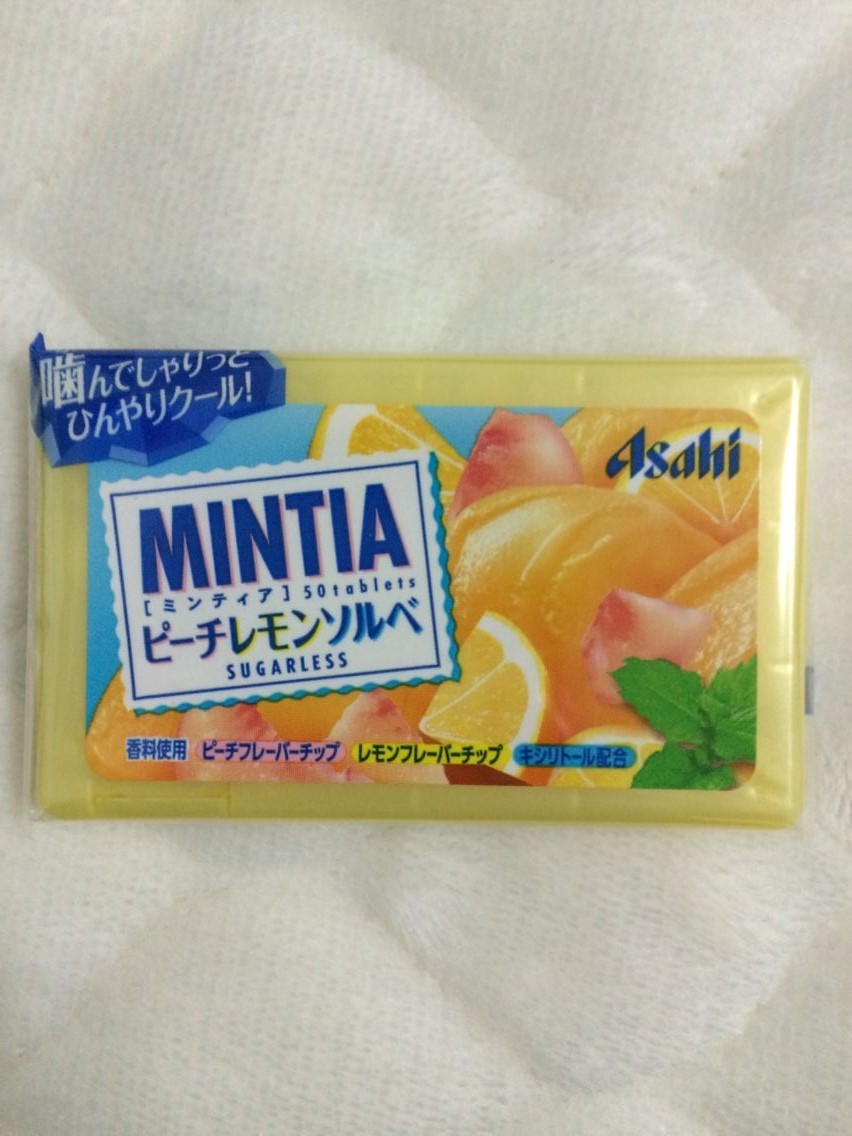 噛んでしゃりっと
ひんやりクール!
Asahi
MINTIA
[ミンティア] 50tablets
ピーチレモンソルベ
SUGARLESS
香料使用 ピーチフレーバーチップ レモンフレーバーチップ キシリトール配合